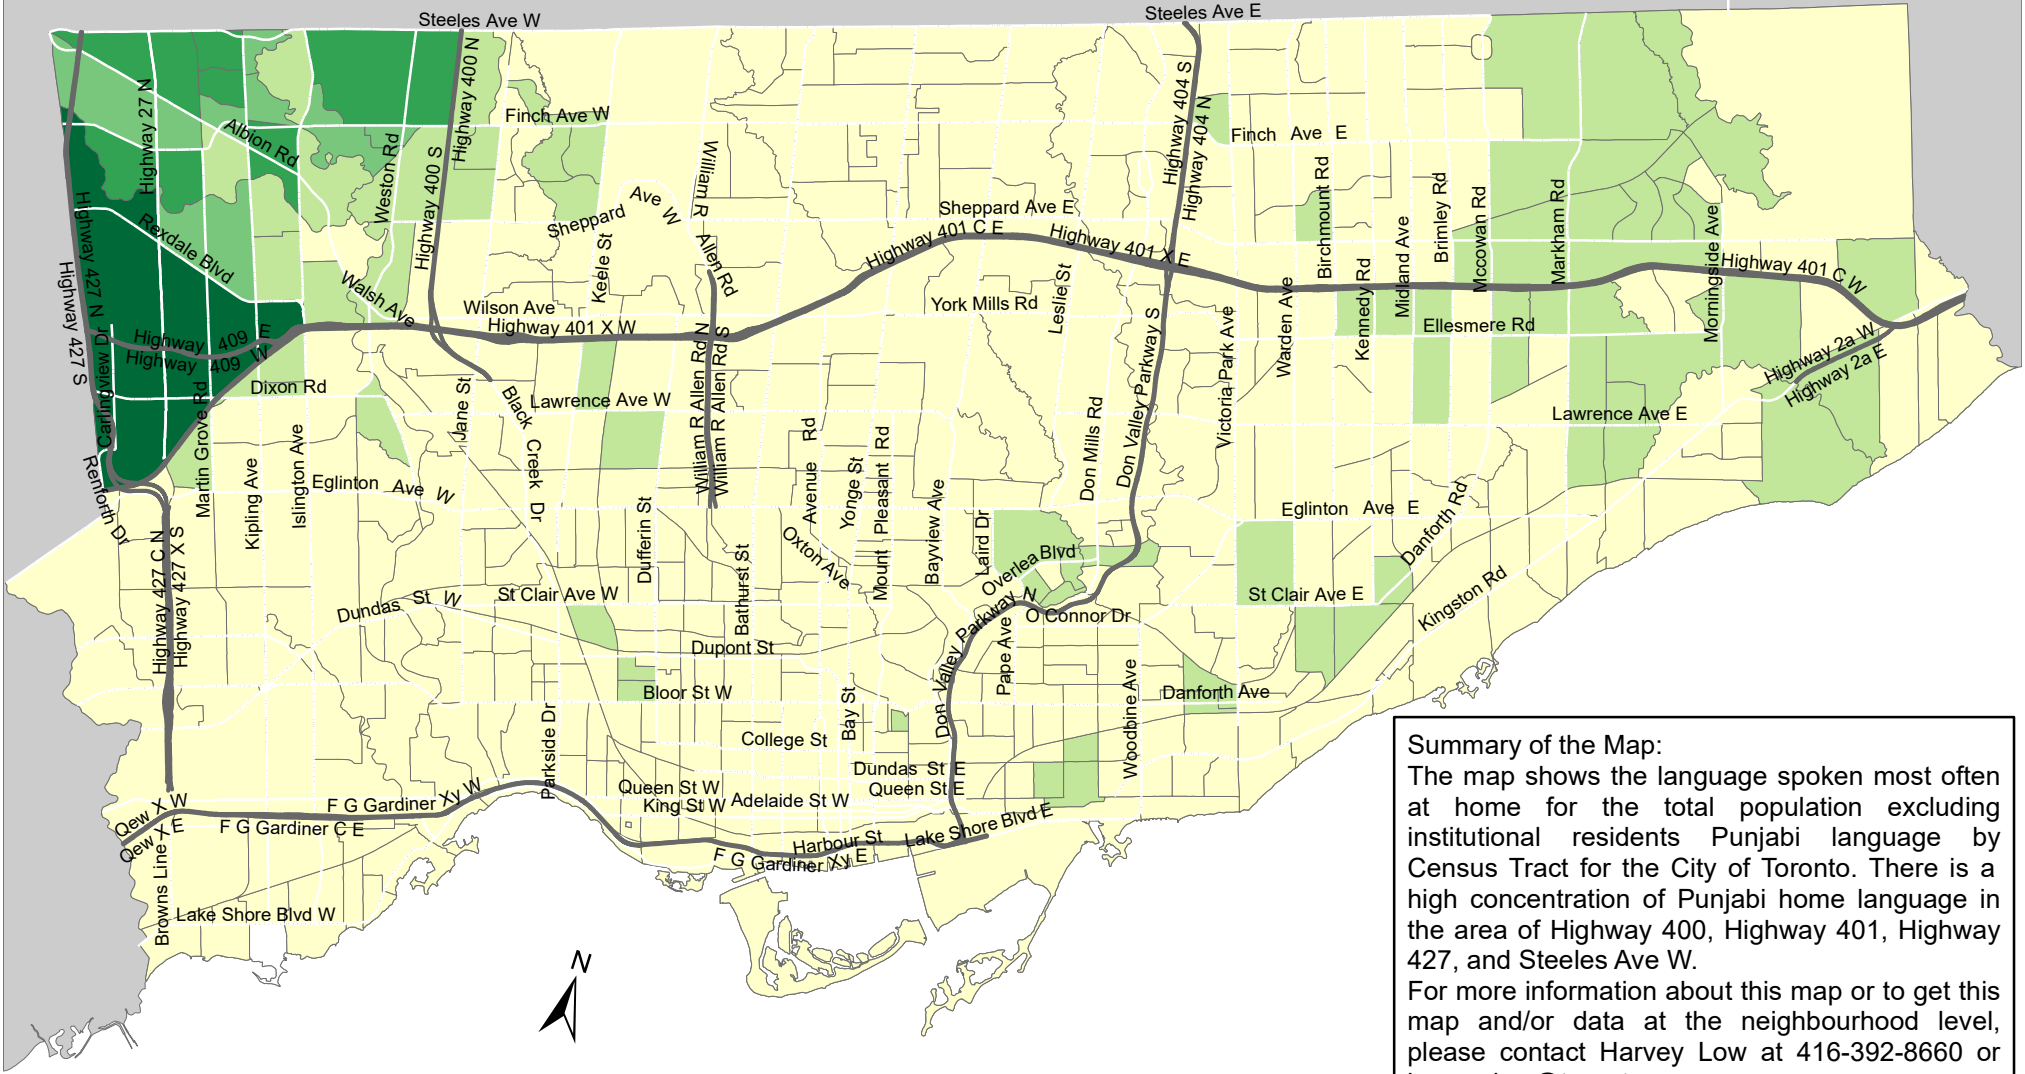 Steeles Ave W
Steeles Ave E
Highway 400 N
Highway 404 S
Highway 404 N
Highway 27 N
Finch Ave W
Finch Ave E
Albion Rd
Weston Rd
Highway 400 S
William R
Allen Rd
Sheppard Ave W
Sheppard Ave E
Keele St
Highway 401 C E
Highway 401 X E
Highway 401 C W
Birchmount Rd
Midland Ave
Brimley Rd
Mccowan Rd
Markham Rd
Morningside Ave
Rexdale Blvd
Highway 427 N
Highway 427 S
Walsh Ave
Wilson Ave
Highway 401 X W
York Mills Rd
Leslie St
Warden Ave
Kennedy Rd
Ellesmere Rd
Highway 409 E
Highway 409 W
Carlingview Dr
Martin Grove Rd
Dixon Rd
Jane St
Black Creek Dr
Lawrence Ave W
William R Allen Rd N
William R Allen Rd S
Don Valley Parkway S
Victoria Park Ave
Lawrence Ave E
Highway 2a W
Highway 2a E
Renforth Dr
Kipling Ave
Islington Ave
Eglinton Ave W
Dufferin St
Avenue Rd
Yonge St
Mount Pleasant Rd
Bayview Ave
Laird Dr
Don Mills Rd
Eglinton Ave E
Danforth Rd
Highway 427 C N
Highway 427 X S
Oxton Ave
Bathurst St
Overlea Blvd
Dundas St W
St Clair Ave W
St Clair Ave E
Kingston Rd
O Connor Dr
Don Valley Parkway N
Pape Ave
Dupont St
Bloor St W
Danforth Ave
Woodbine Ave
Bay St
Parkside Dr
College St
Dundas St E
Queen St E
Queen St W
King St W
Adelaide St W
Qew X W
Qew X E
F G Gardiner Xy W
F G Gardiner C E
Harbour St
Lake Shore Blvd E
F G Gardiner Xy E
Browns Line
Lake Shore Blvd W
N
Summary of the Map:
The map shows the language spoken most often
at home for the total population excluding
institutional residents Punjabi language by
Census Tract for the City of Toronto. There is a
high concentration of Punjabi home language in
the area of Highway 400, Highway 401, Highway
427, and Steeles Ave W.
For more information about this map or to get this
map and/or data at the neighbourhood level,
please contact Harvey Low at 416-392-8660 or